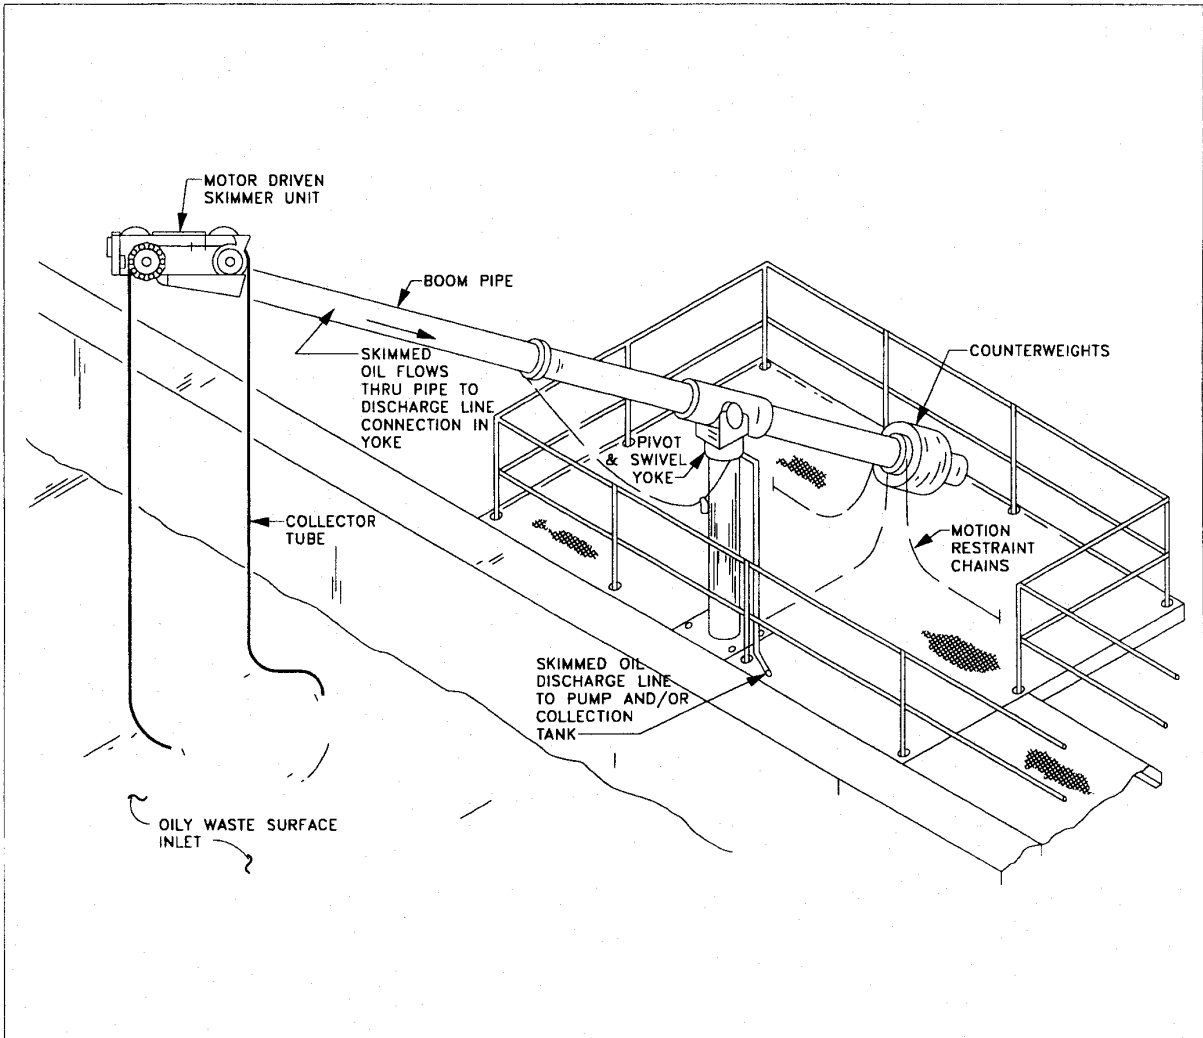 MOTOR DRIVEN
SKIMMER UNIT
BOOM PIPE
SKIMMED
OIL FLOWS
THRU PIPE TO
DISCHARGE LINE
CONNECTION IN
YOKE
COUNTERWEIGHTS
PIVOT
& SWIVEL
YOKE
COLLECTOR
TUBE
MOTION
RESTRAINT
CHAINS
SKIMMED OIL
DISCHARGE LINE
TO PUMP AND/OR
COLLECTION
TANK
OILY WASTE SURFACE
INLET